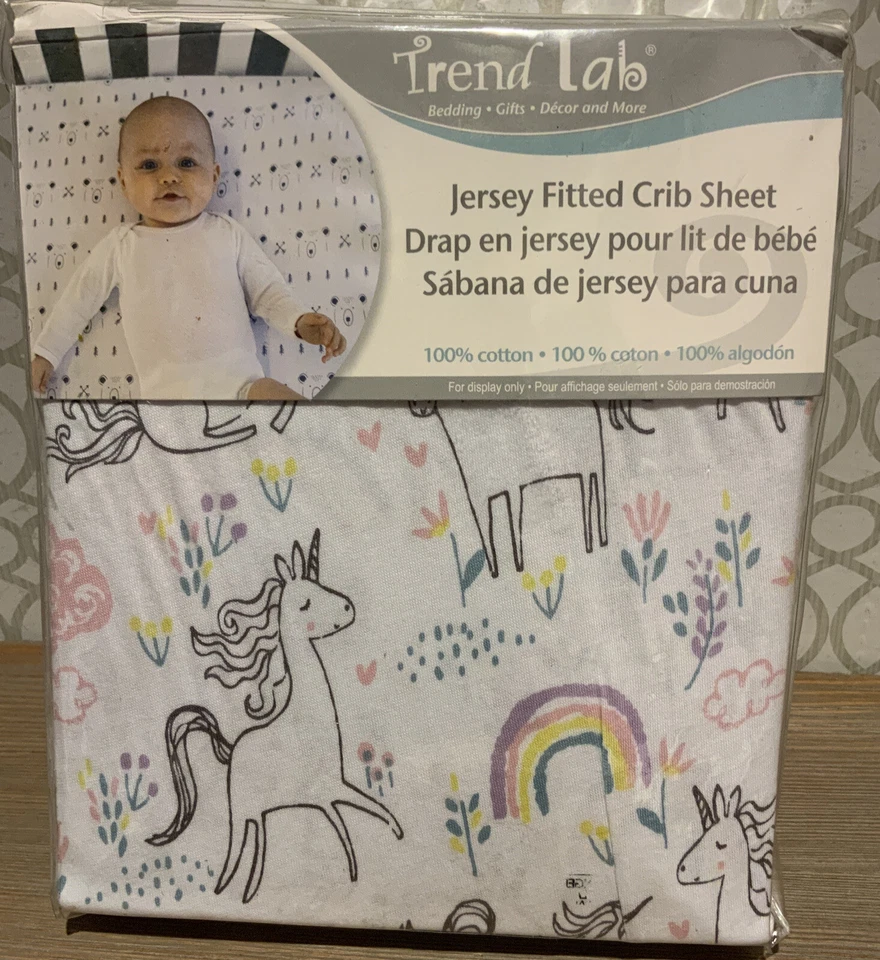 Trend Lab®
Bedding • Gifts • Décor and More
Jersey Fitted Crib Sheet
Drap en jersey pour lit de bébé
Sábana de jersey para cuna
100% cotton • 100 % coton • 100% algodón
For display only • Pour affichage seulement • Sólo para demostración